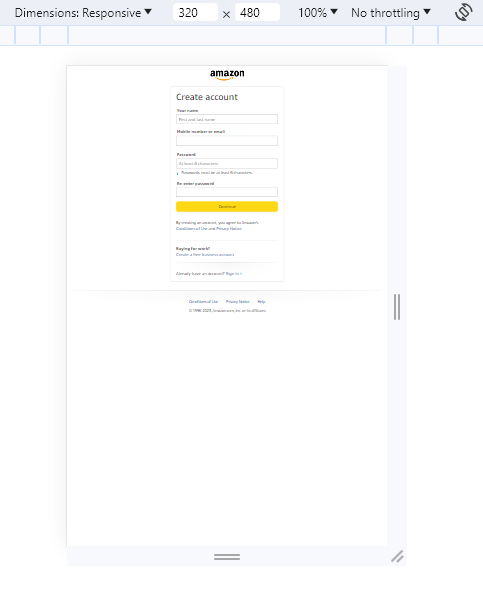 Dimensions: Responsive 320 × 480 100% No throttling
amazon
Create account
Your name
First and last name
Mobile number or email
Password
At least 6 characters
Passwords must be at least 6 characters.
Re-enter password
Continue
By creating an account, you agree to Amazon's
Conditions of Use and Privacy Notice.
Buying for work?
Create a free business account
Already have an account? Sign in
Conditions of Use Privacy Notice Help
© 1996-2023, Amazon.com, Inc. or its affiliates